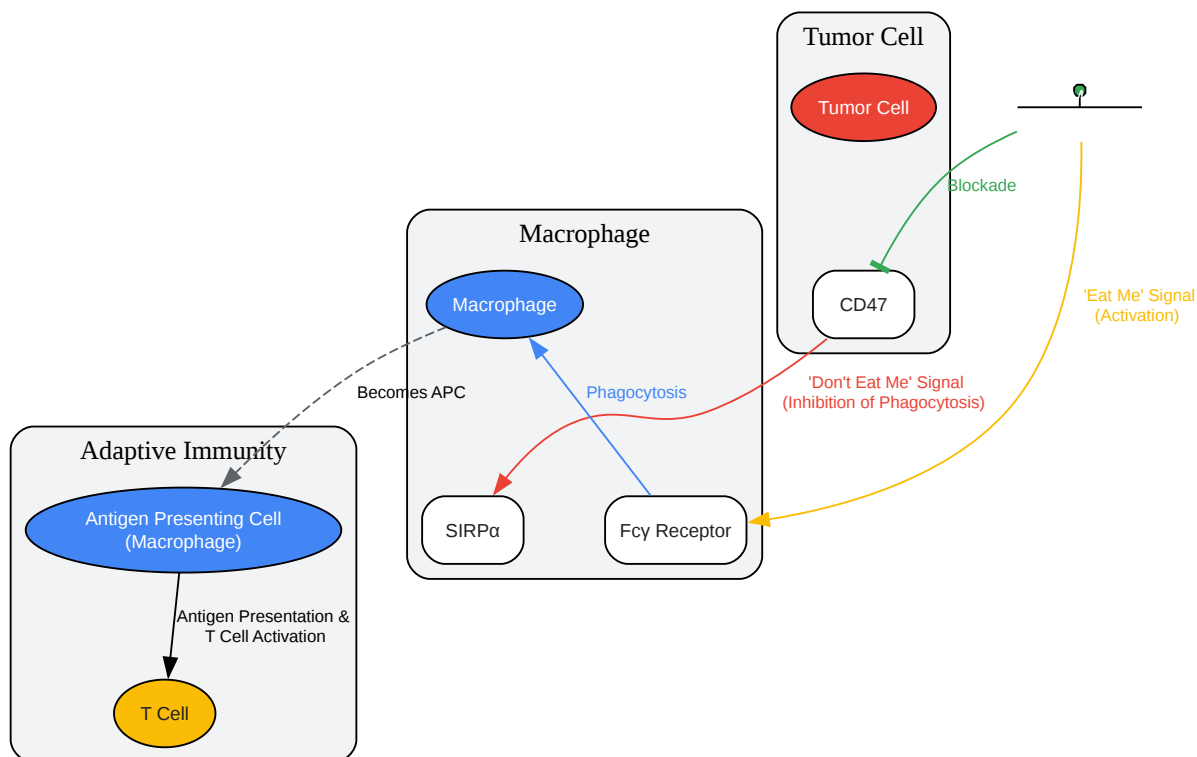 Tumor Cell
Tumor Cell
Blockade
Macrophage
Macrophage
CD47
'Eat Me' Signal
(Activation)
'Don't Eat Me' Signal
(Inhibition of Phagocytosis)
Phagocytosis
Becomes APC
Adaptive Immunity
Antigen Presenting Cell
(Macrophage)
SIRPα
Fcγ Receptor
Antigen Presentation &
T Cell Activation
T Cell